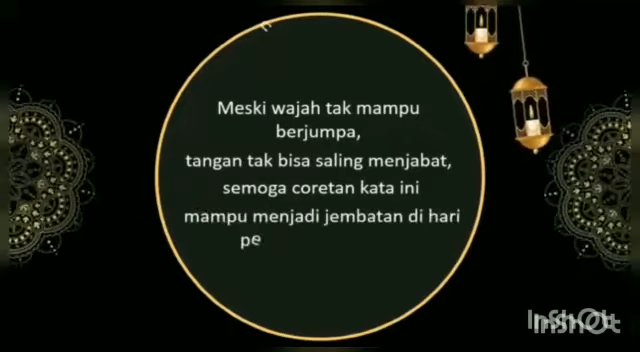 Meski wajah tak mampu
berjumpa,
tangan tak bisa saling menjabat,
semoga coretan kata ini
mampu menjadi jembatan di hari
pe
InShot